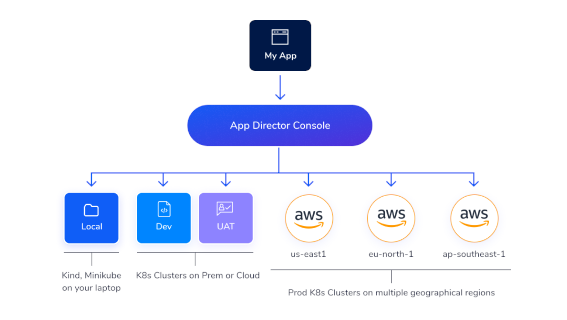 My App
App Director Console
Local
Dev
UAT
aws
aws
aws
us-east1
eu-north-1
ap-southeast-1
Kind, Minikube
on your laptop
K8s Clusters on Prem or Cloud
Prod K8s Clusters on multiple geographical regions